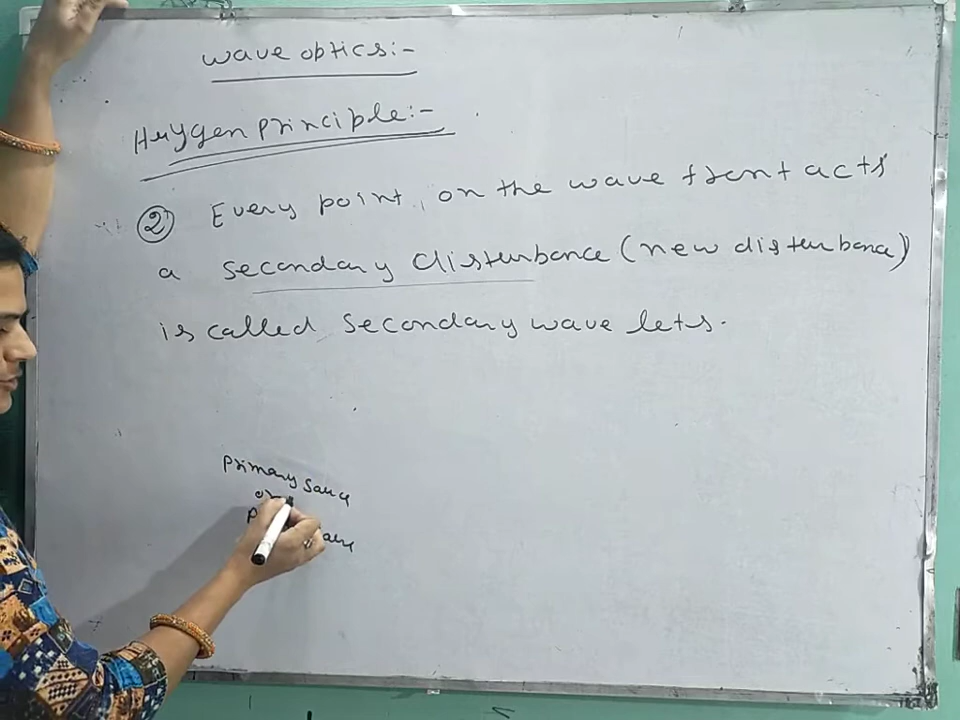 wave optics:-
Huygen principle:-
② Every point, on the wave front acts
a secondary disturbance (new disturbance)
is called secondary wave lets.
Primary source
or